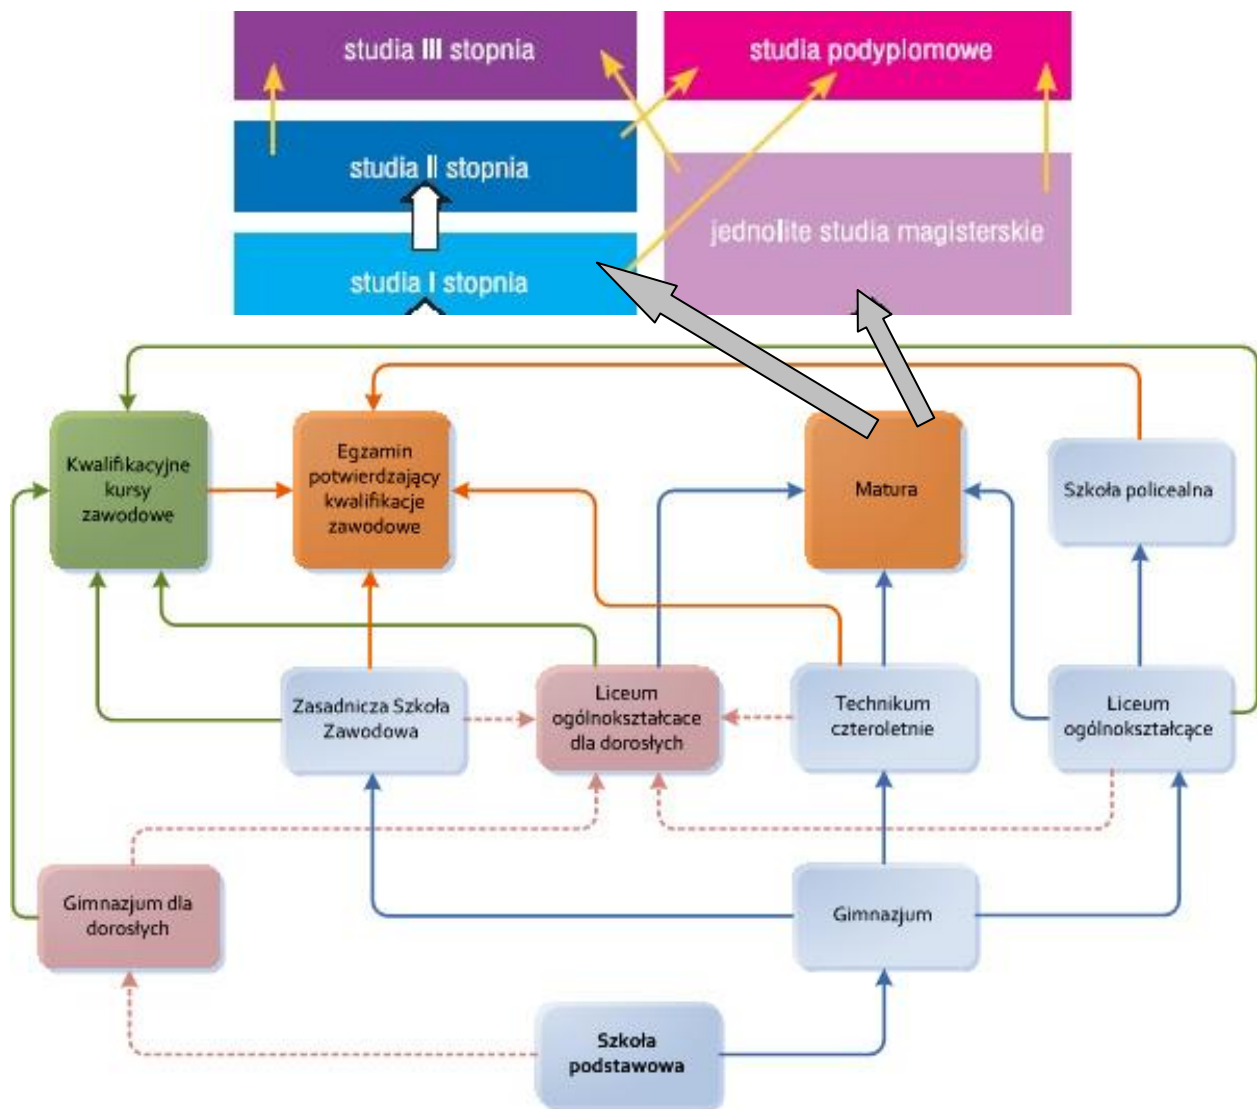 studia III stopnia
studia podyplomowe
studia II stopnia
jednolite studia magisterskie
studia I stopnia
Kwalifikacyjne
kursy
zawodowe
Egzamin
potwierdzający
kwalifikacje
zawodowe
Matura
Szkoła policealna
Zasadnicza Szkoła
Zawodowa
Liceum
ogólnokształcace
dla dorosłych
Technikum
czteroletnie
Liceum
ogólnokształcące
Gimnazjum dla
dorosłych
Gimnazjum
Szkoła
podstawowa